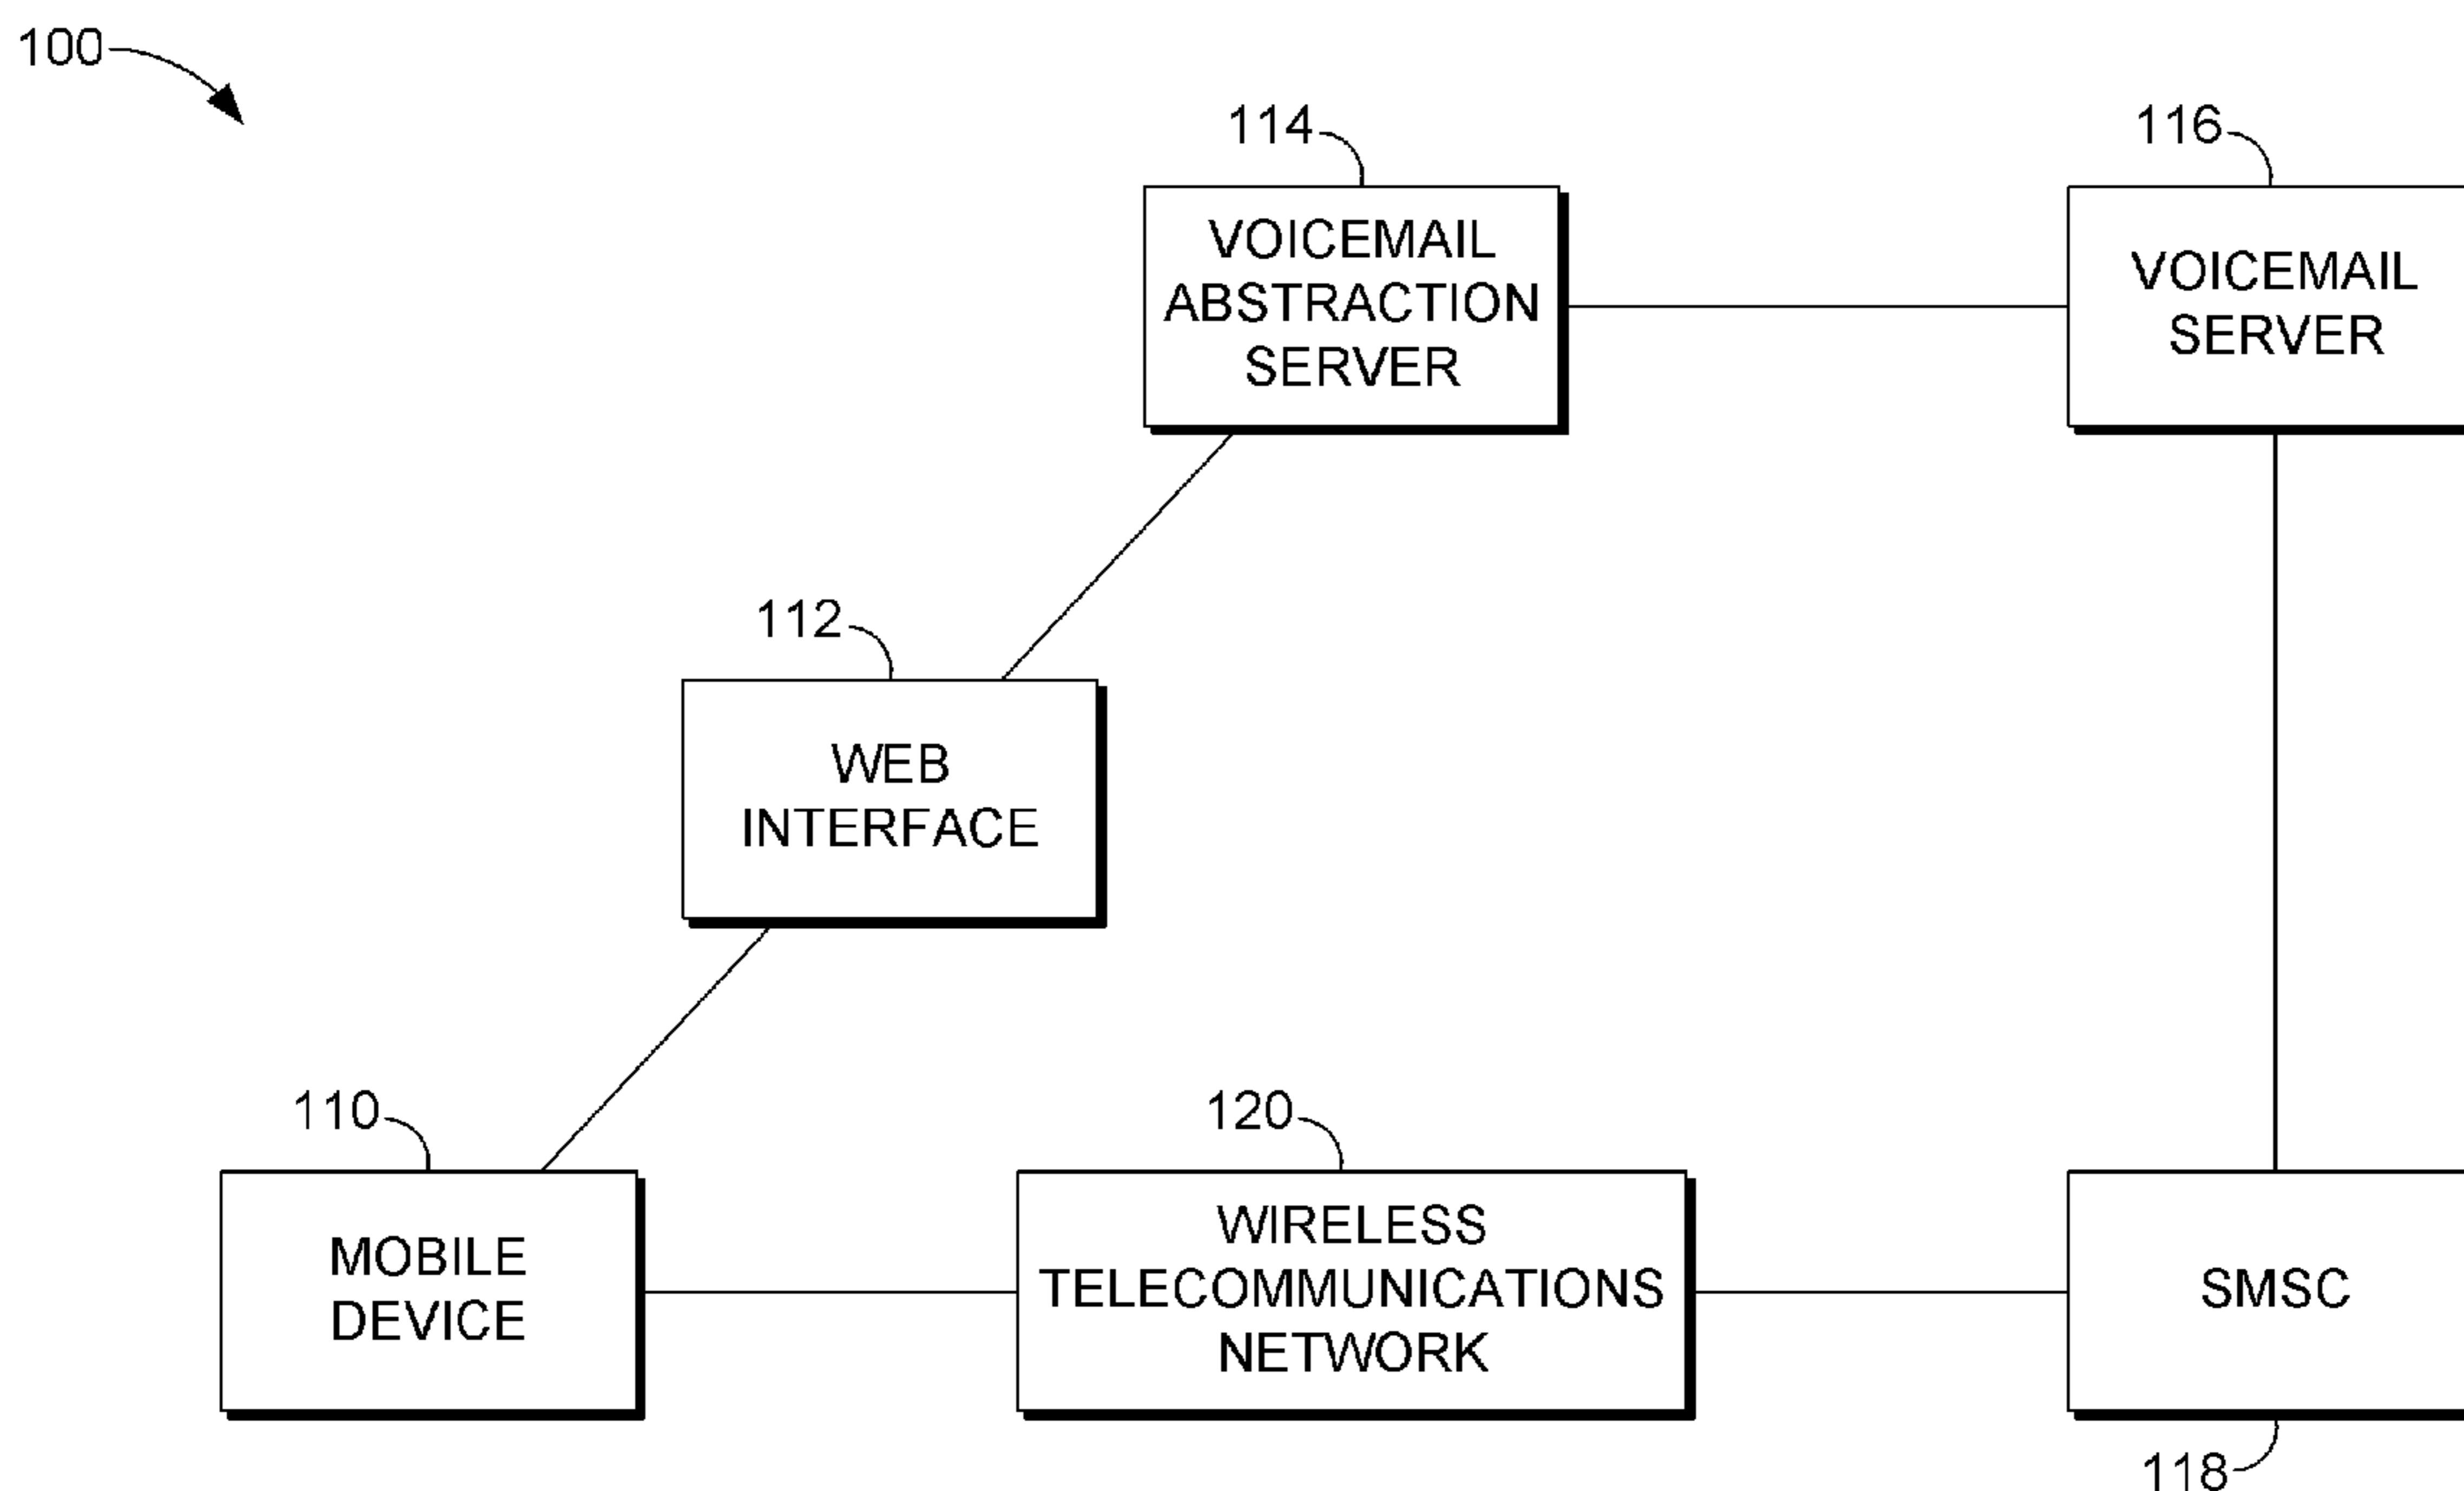 100
114
116
VOICEMAIL
ABSTRACTION
SERVER
VOICEMAIL
SERVER
112
WEB
INTERFACE
110
120
MOBILE
DEVICE
WIRELESS
TELECOMMUNICATIONS
NETWORK
SMSC
118